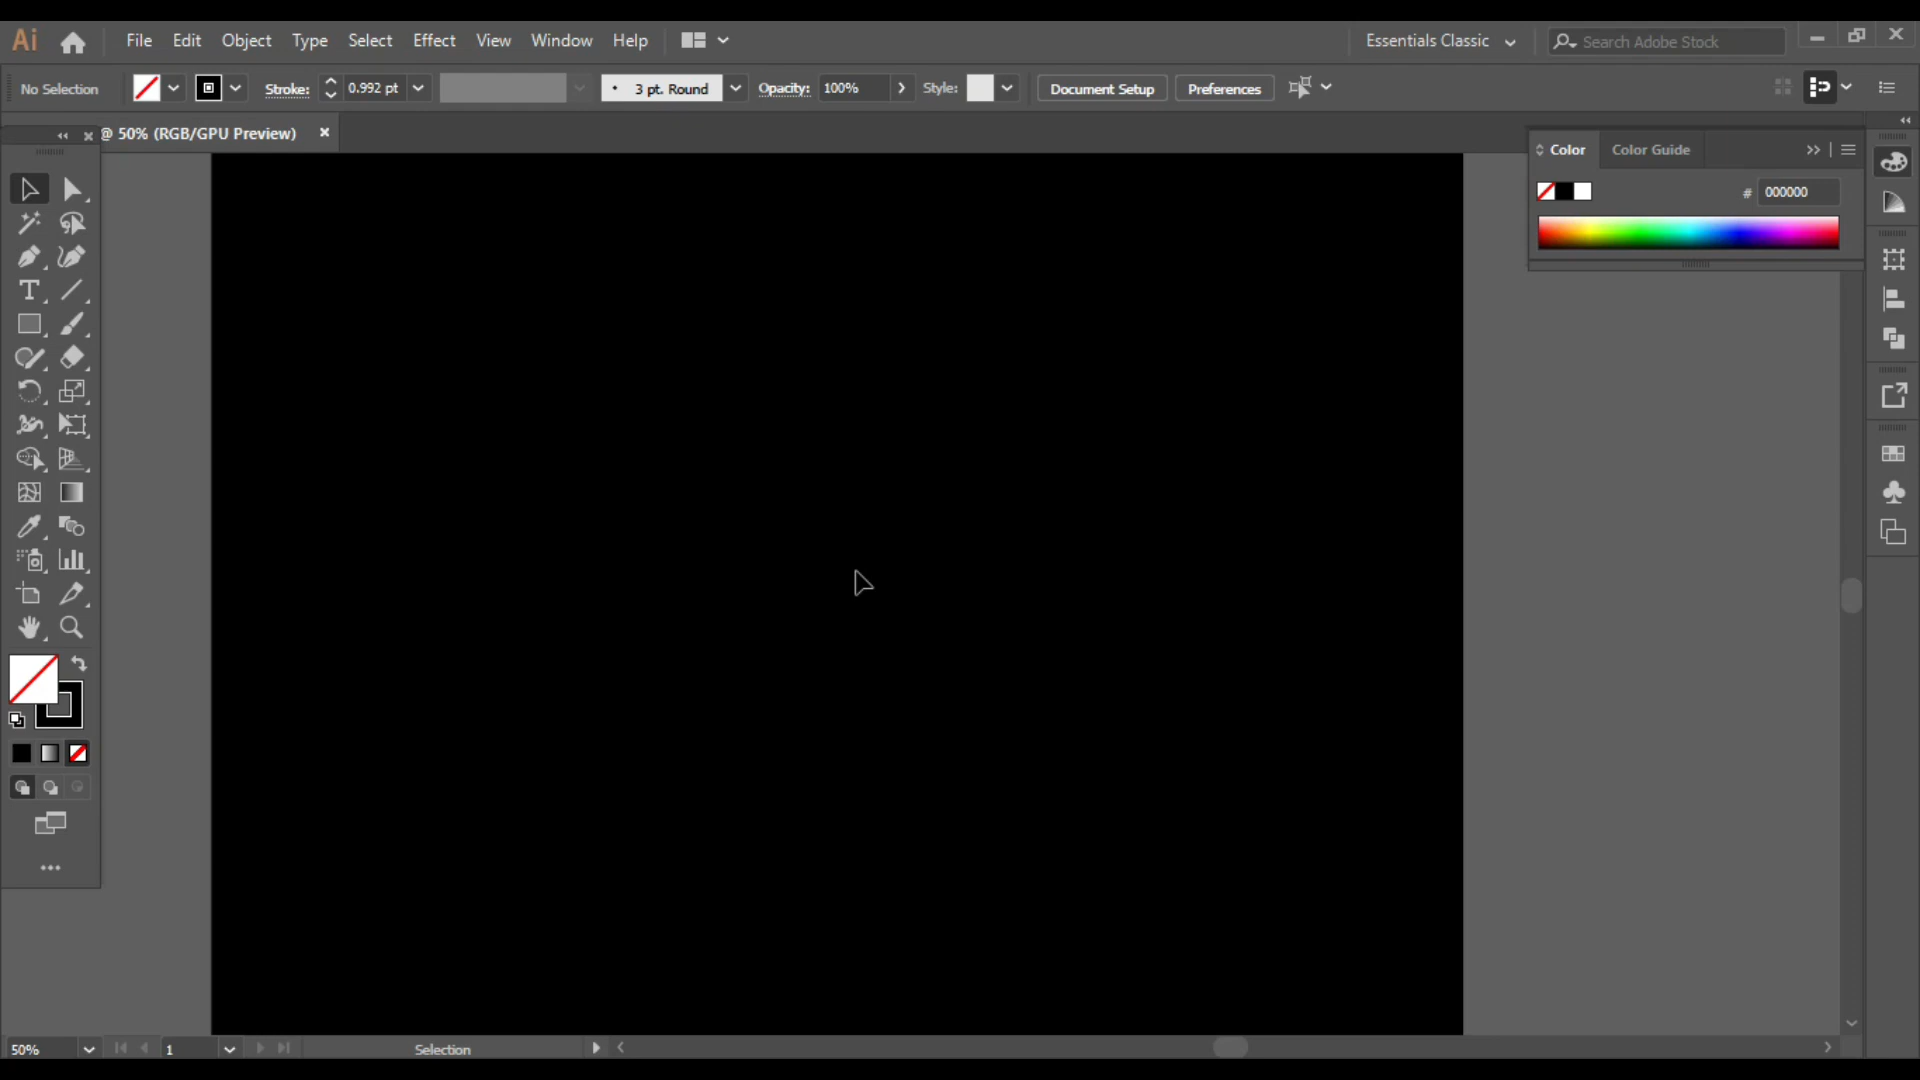 Ai File Edit Object Type Select Effect View Window Help Essentials Classic Search Adobe Stock
No Selection Stroke: 0.992 pt 3 pt. Round Opacity: 100% Style: Document Setup Preferences
@ 50% (RGB/GPU Preview)
Color Color Guide
# 000000
50% 1 Selection